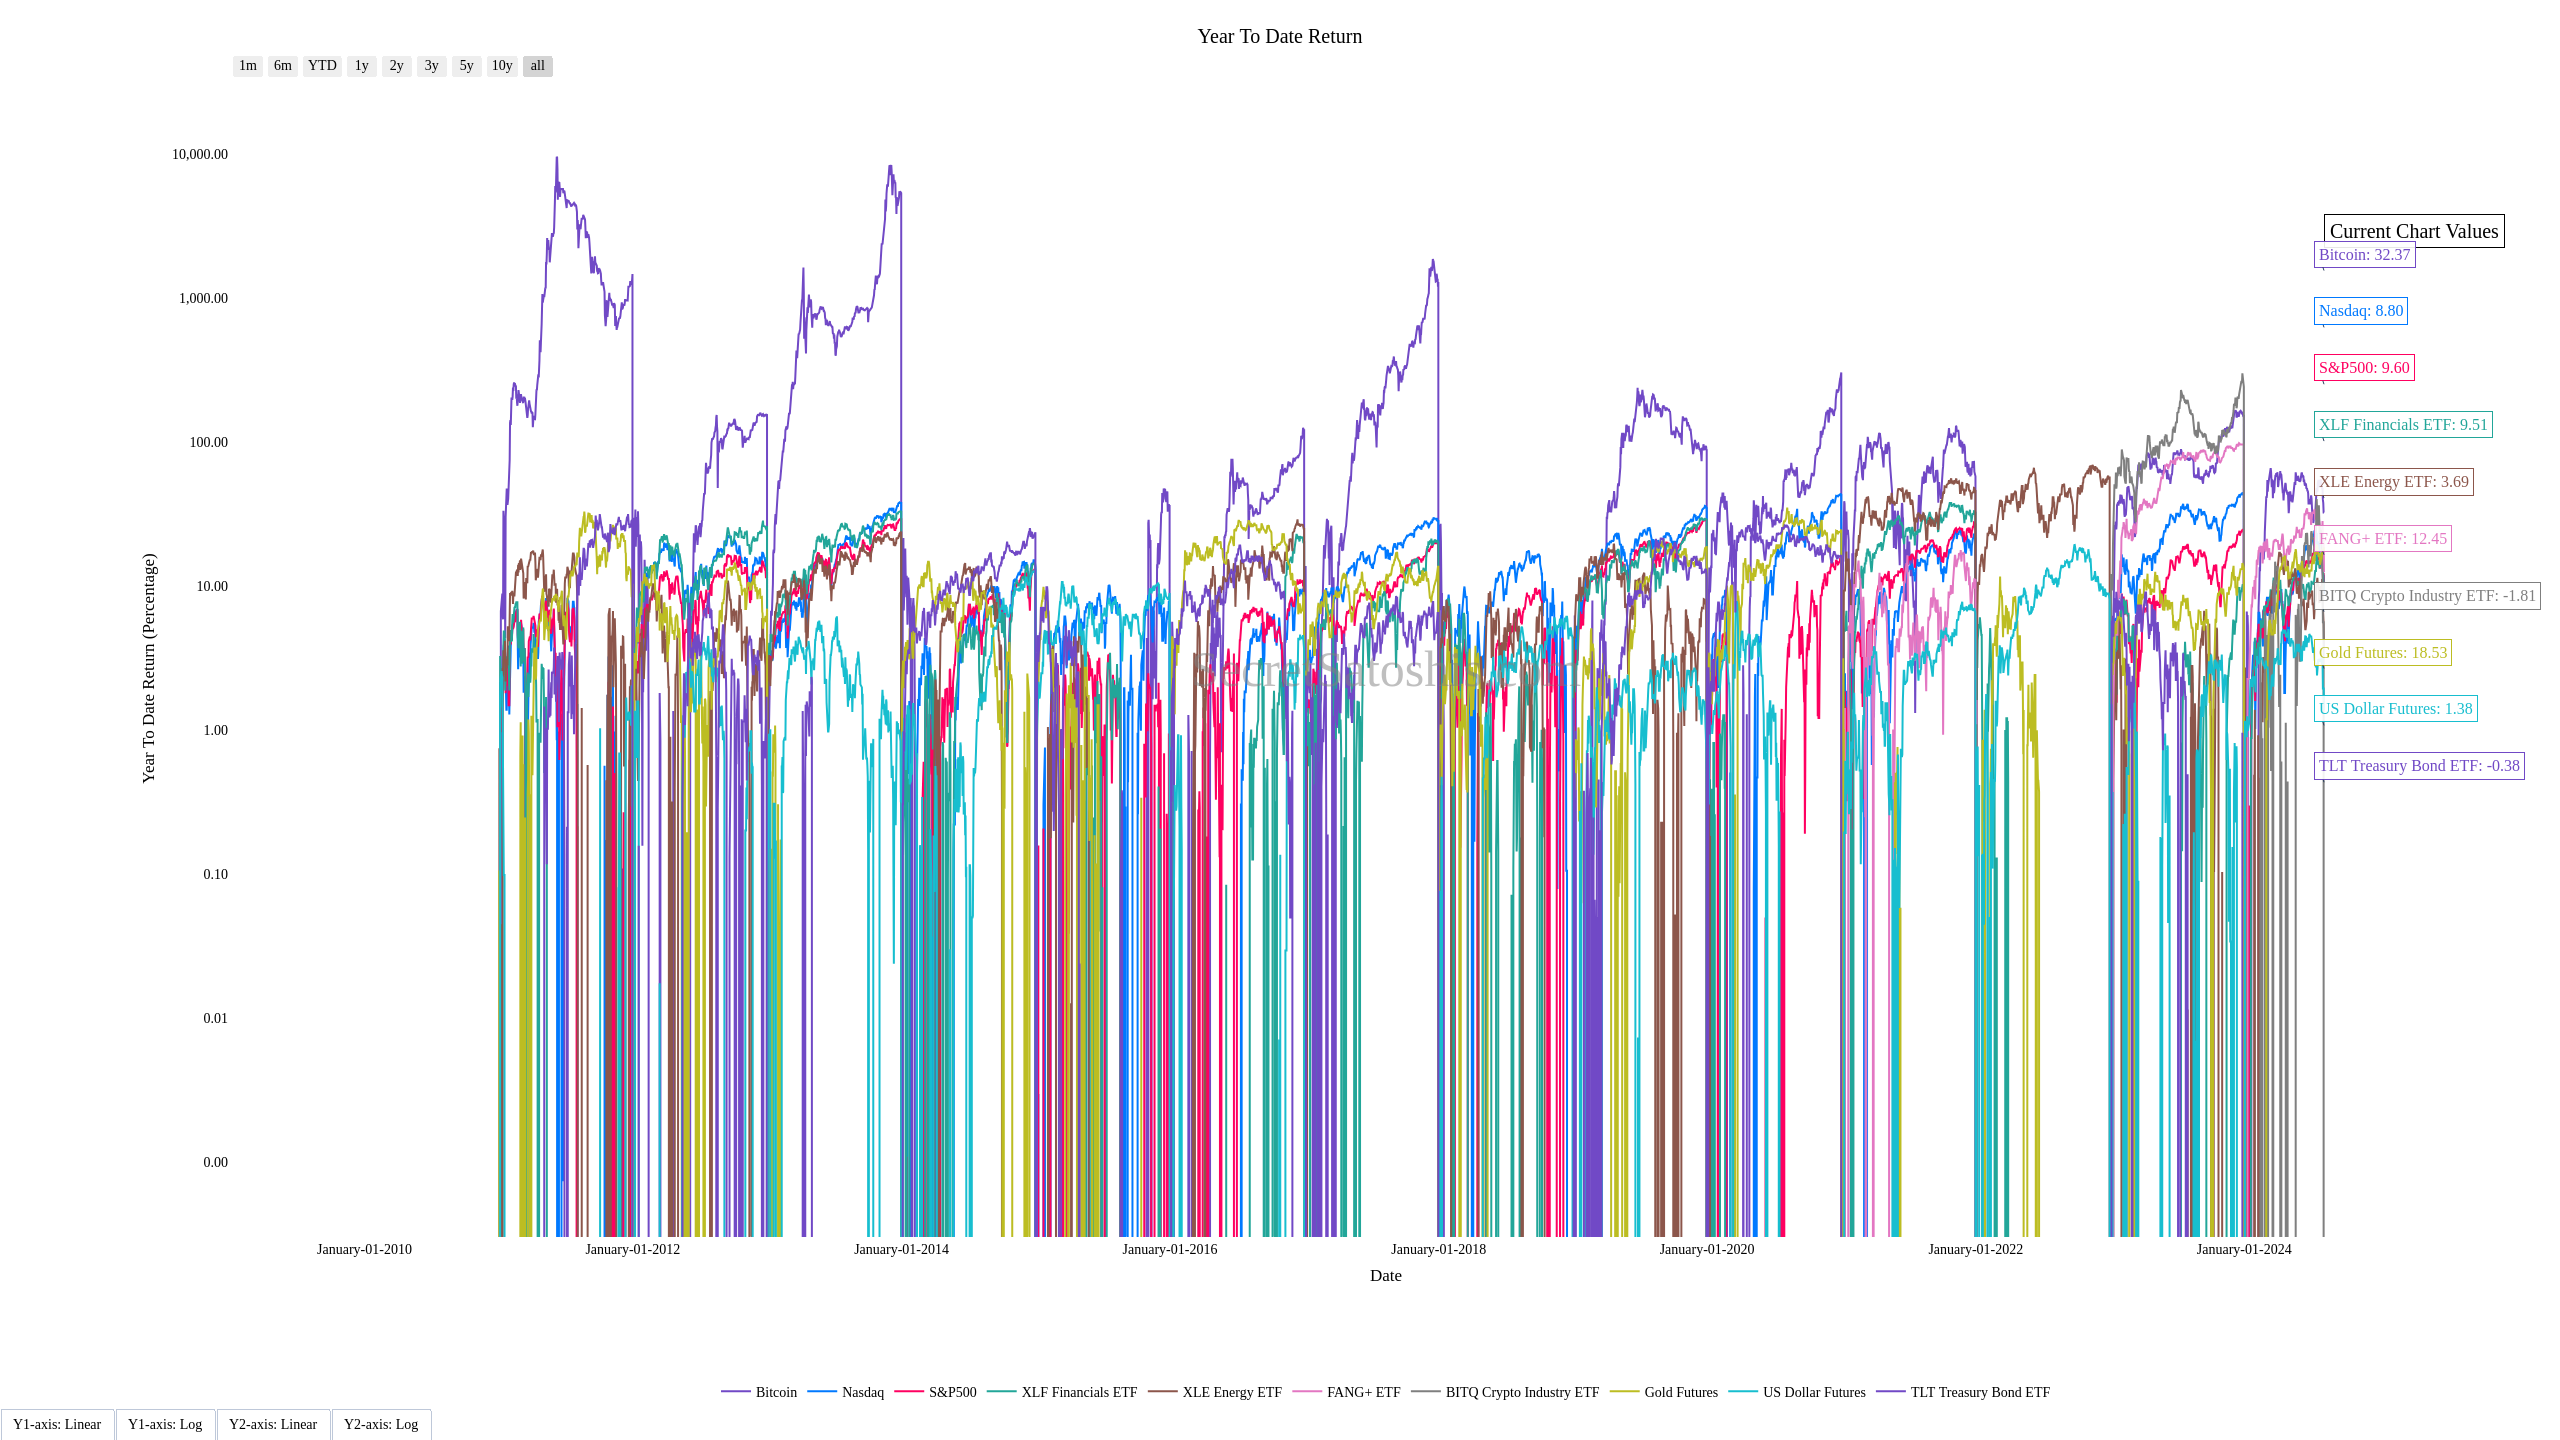 Year To Date Return
1m 6m YTD 1y 2y 3y 5y 10y all
10,000.00
1,000.00
100.00
10.00
1.00
0.10
0.01
0.00
Year To Date Return (Percentage)
Current Chart Values
Bitcoin: 32.37
Nasdaq: 8.80
S&P500: 9.60
XLF Financials ETF: 9.51
XLE Energy ETF: 3.69
FANG+ ETF: 12.45
BITQ Crypto Industry ETF: -1.81
Gold Futures: 18.53
US Dollar Futures: 1.38
TLT Treasury Bond ETF: -0.38
January-01-2010 January-01-2012 January-01-2014 January-01-2016 January-01-2018 January-01-2020 January-01-2022 January-01-2024
Date
Bitcoin Nasdaq S&P500 XLF Financials ETF XLE Energy ETF FANG+ ETF BITQ Crypto Industry ETF Gold Futures US Dollar Futures TLT Treasury Bond ETF
Y1-axis: Linear Y1-axis: Log Y2-axis: Linear Y2-axis: Log